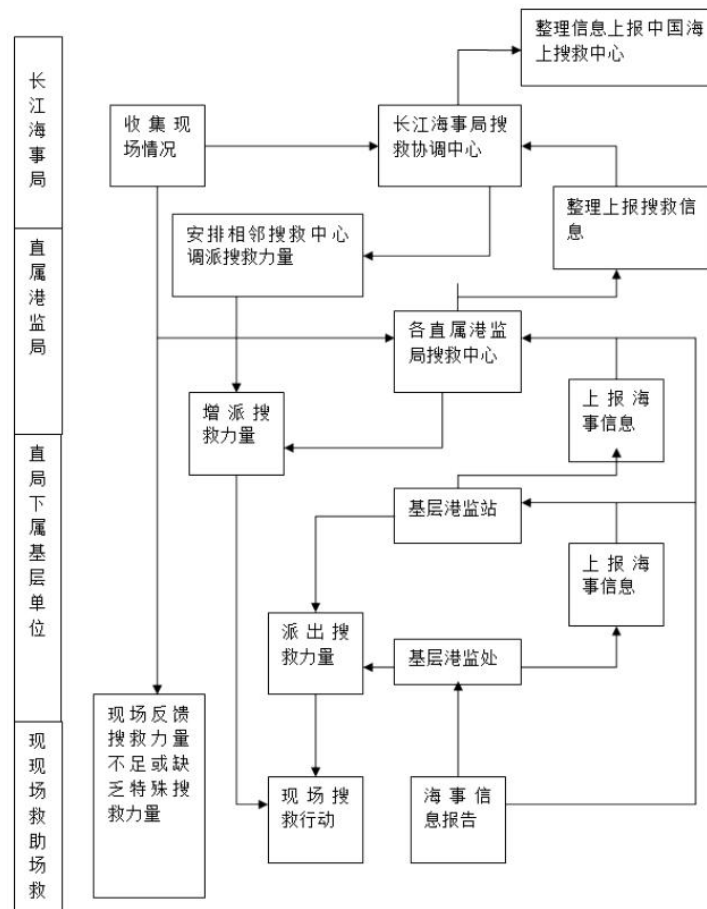 整理信息上报中国海
上搜救中心
长江海事局
收集现
场情况
长江海事局搜
救协调中心
整理上报搜救信
息
安排相邻搜救中心
调派搜救力量
直属港监局
各直属港监
局搜救中心
上报海
事信息
增派搜
救力量
直局下属基层单位
基层港监站
上报海
事信息
派出搜
救力量
基层港监处
现场反馈
搜救力量
不足或缺
乏特殊搜
救力量
现现场救助场救
现场搜
救行动
海事信
息报告